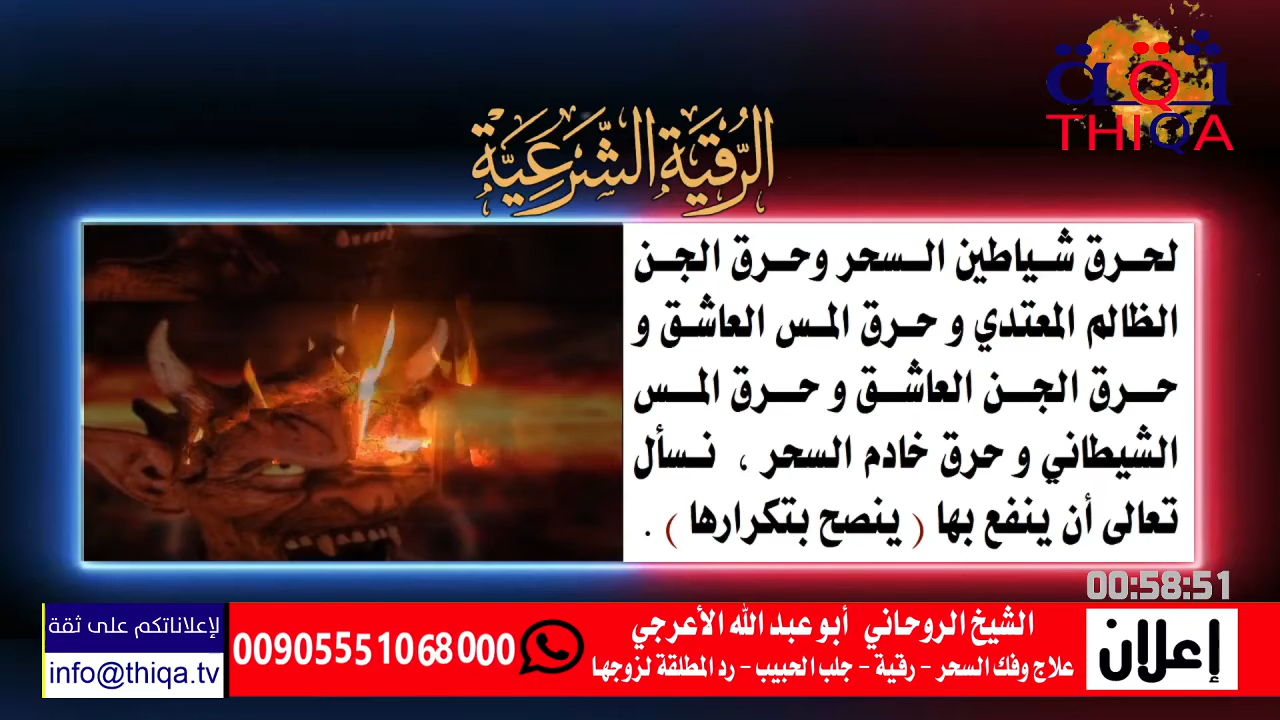 ثقة
THIQA
الرُّقيَة الشَّرَعِيَّة
لحرق شياطين السحر وحرق الجن
الظالم المعتدي و حرق المس العاشق و
حرق الجن العاشق و حرق المس
الشيطاني و حرق خادم السحر ، نسأل
تعالى أن ينفع بها ( ينصح بتكرارها ) .
00:58:51
إعلان
الشيخ الروحاني أبو عبد الله الأعرجي
علاج وفك السحر - رقية - جلب الحبيب - رد المطلقة لزوجها
00905551068000
لإعلاناتكم على ثقة
info@thiqa.tv